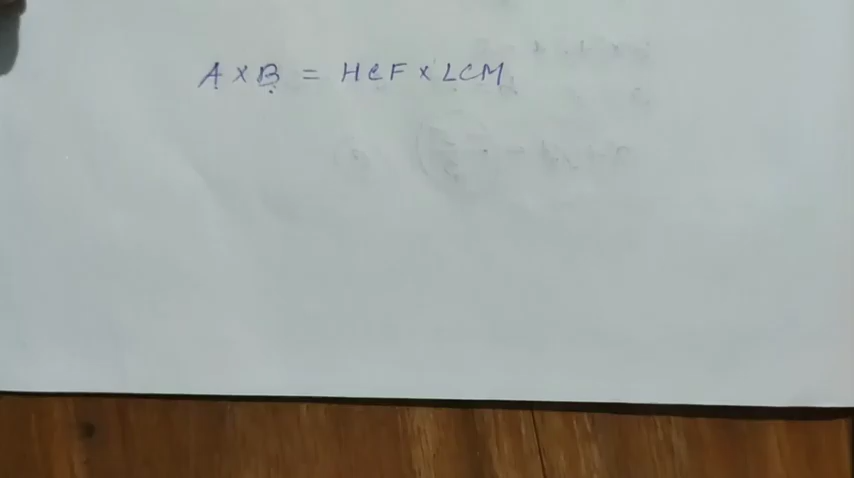 A × B = HCF × LCM